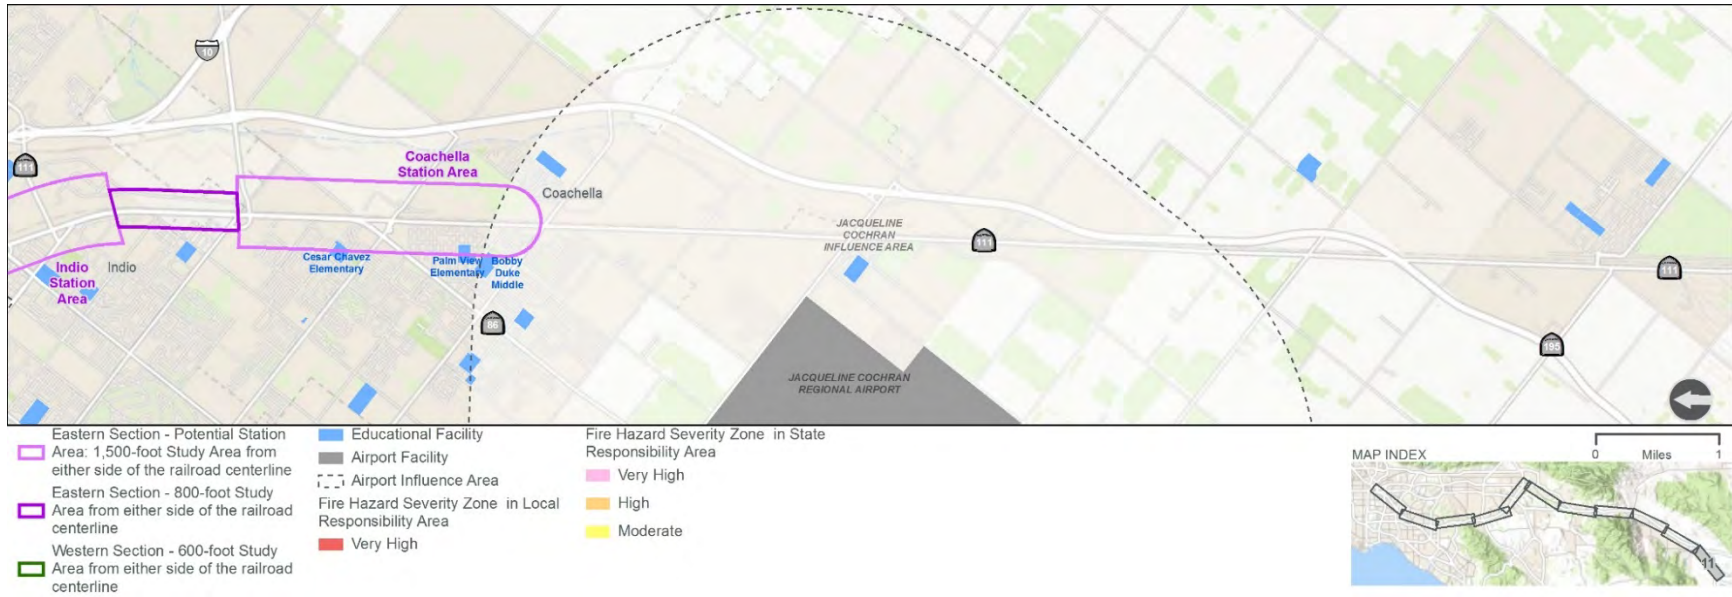 10
111
Coachella
Station Area
Coachella
JACQUELINE
COCHRAN
INFLUENCE AREA
111
Cesar Chavez
Elementary
Palm View
Elementary
Bobby
Duke
Middle
Indio
Station
Area
Indio
111
86
195
JACQUELINE COCHRAN
REGIONAL AIRPORT
Eastern Section - Potential Station
Area: 1,500-foot Study Area from
either side of the railroad centerline
Eastern Section - 800-foot Study
Area from either side of the railroad
centerline
Western Section - 600-foot Study
Area from either side of the railroad
centerline
Educational Facility
Airport Facility
Airport Influence Area
Fire Hazard Severity Zone in Local
Responsibility Area
Very High
Fire Hazard Severity Zone in State
Responsibility Area
Very High
High
Moderate
0 Miles 1
MAP INDEX
11